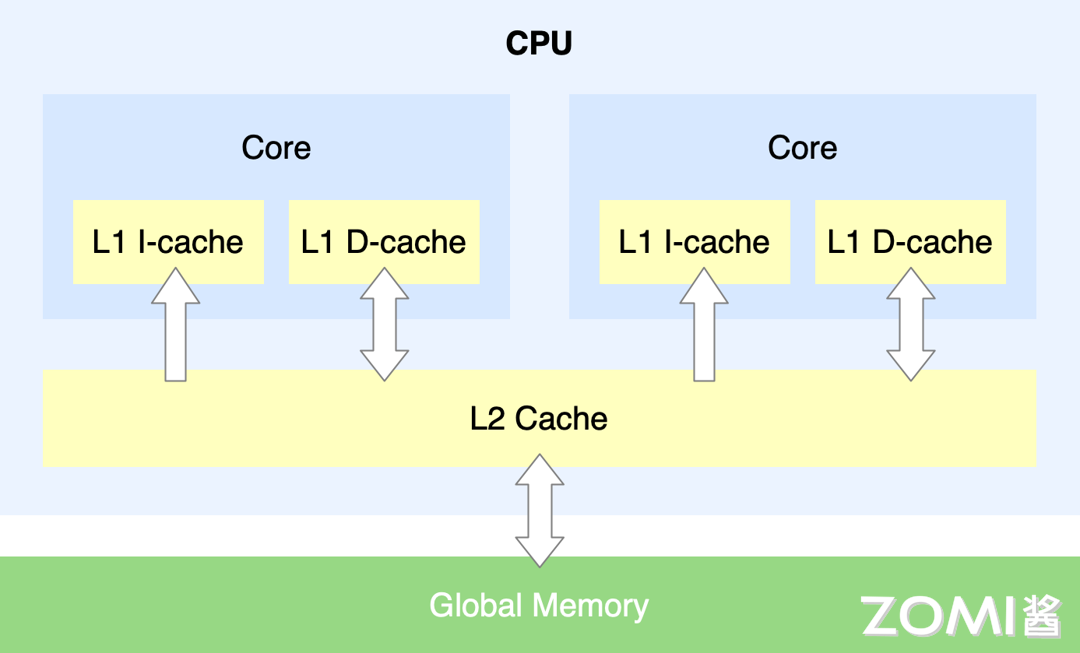 CPU
Core
Core
L1 I-cache
L1 D-cache
L1 I-cache
L1 D-cache
L2 Cache
Global Memory
ZOMI酱